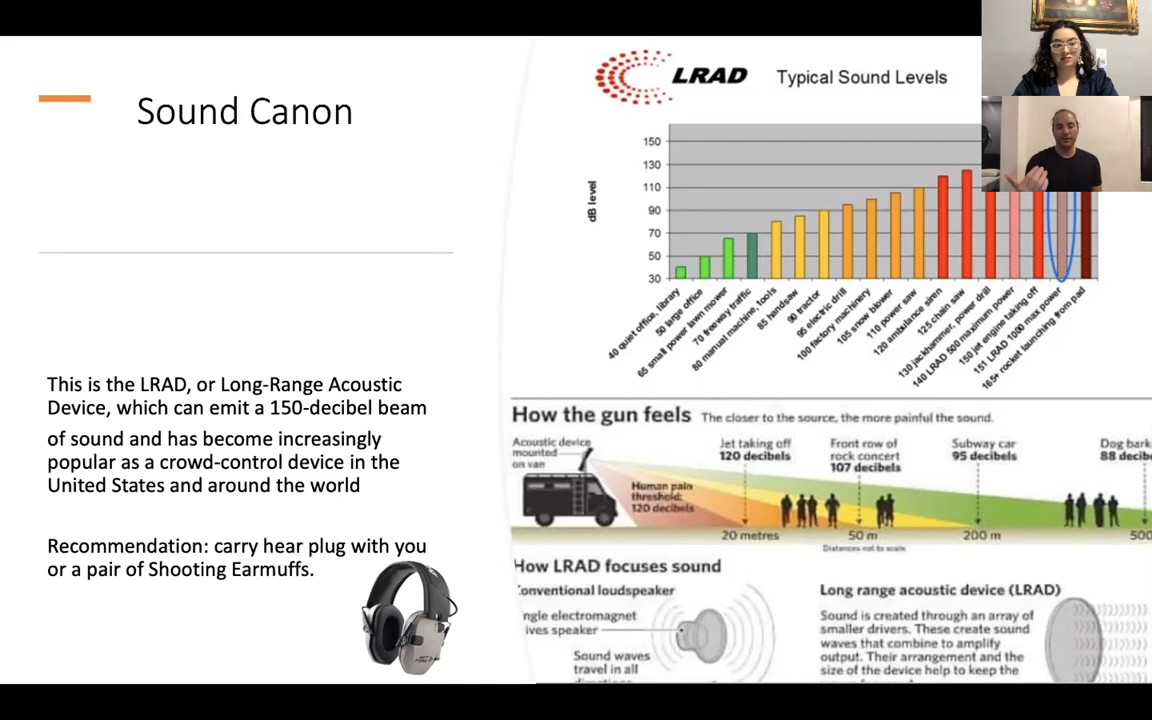 Sound Canon
This is the LRAD, or Long-Range Acoustic
Device, which can emit a 150-decibel beam
of sound and has become increasingly
popular as a crowd-control device in the
United States and around the world
Recommendation: carry hear plug with you
or a pair of Shooting Earmuffs.
LRAD
Typical Sound Levels
dB level
150
130
110
90
70
50
30
40 quiet office, library
50 large office
65 small power lawn mower
70 freeway traffic
80 manual machine, tools
85 handsaw
90 tractor
95 electric drill
100 factory machinery
105 snow blower
110 power saw
120 ambulance siren
125 chain saw
130 jackhammer, power drill
140 LRAD 500 maximum power
150 jet engine taking off
151 LRAD 1000 max power
165+ rocket launching from pad
How the gun feels The closer to the source, the more painful the sound.
Acoustic device
mounted
on van
Human pain
threshold:
120 decibels
Jet taking off
120 decibels
Front row of
rock concert
107 decibels
Subway car
95 decibels
Dog bark
88 decib
20 metres
50 m
200 m
500
Distances not to scale
How LRAD focuses sound
Conventional loudspeaker
ngle electromagnet
ives speaker
Sound waves
travel in all
Long range acoustic device (LRAD)
Sound is created through an array of
smaller drivers. These create sound
waves that combine to amplify
output. Their arrangement and the
size of the device help to keep the